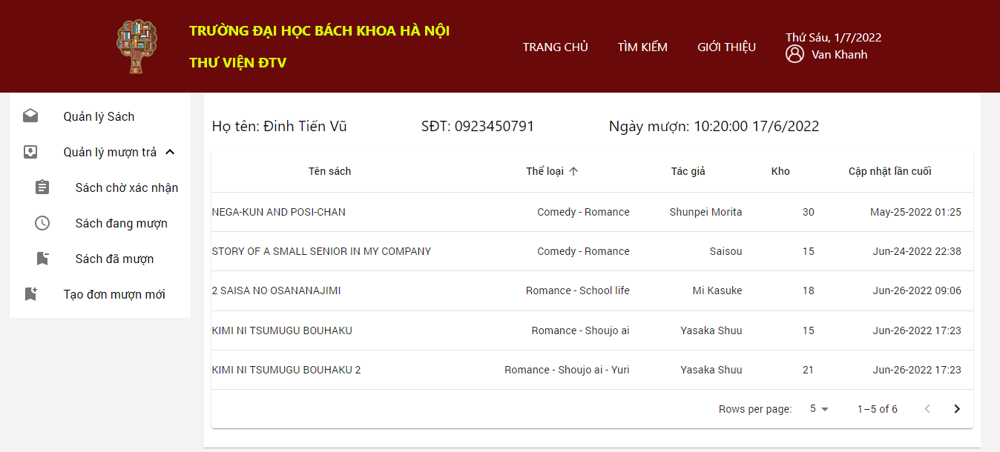 TRƯỜNG ĐẠI HỌC BÁCH KHOA HÀ NỘI
THƯ VIỆN ĐTV
TRANG CHỦ TÌM KIẾM GIỚI THIỆU
Thứ Sáu, 1/7/2022
Van Khanh
Quản lý Sách
Quản lý mượn trả
Sách chờ xác nhận
Sách đang mượn
Sách đã mượn
Tạo đơn mượn mới
Họ tên: Đinh Tiến Vũ SĐT: 0923450791 Ngày mượn: 10:20:00 17/6/2022
Tên sách Thể loại Tác giả Kho Cập nhật lần cuối
NEGA-KUN AND POSI-CHAN Comedy - Romance Shunpei Morita 30 May-25-2022 01:25
STORY OF A SMALL SENIOR IN MY COMPANY Comedy - Romance Saisou 15 Jun-24-2022 22:38
2 SAISA NO OSANANAJIMI Romance - School life Mi Kasuke 18 Jun-26-2022 09:06
KIMI NI TSUMUGU BOUHAKU Romance - Shoujo ai Yasaka Shuu 15 Jun-26-2022 17:23
KIMI NI TSUMUGU BOUHAKU 2 Romance - Shoujo ai - Yuri Yasaka Shuu 21 Jun-26-2022 17:23
Rows per page: 5 1–5 of 6